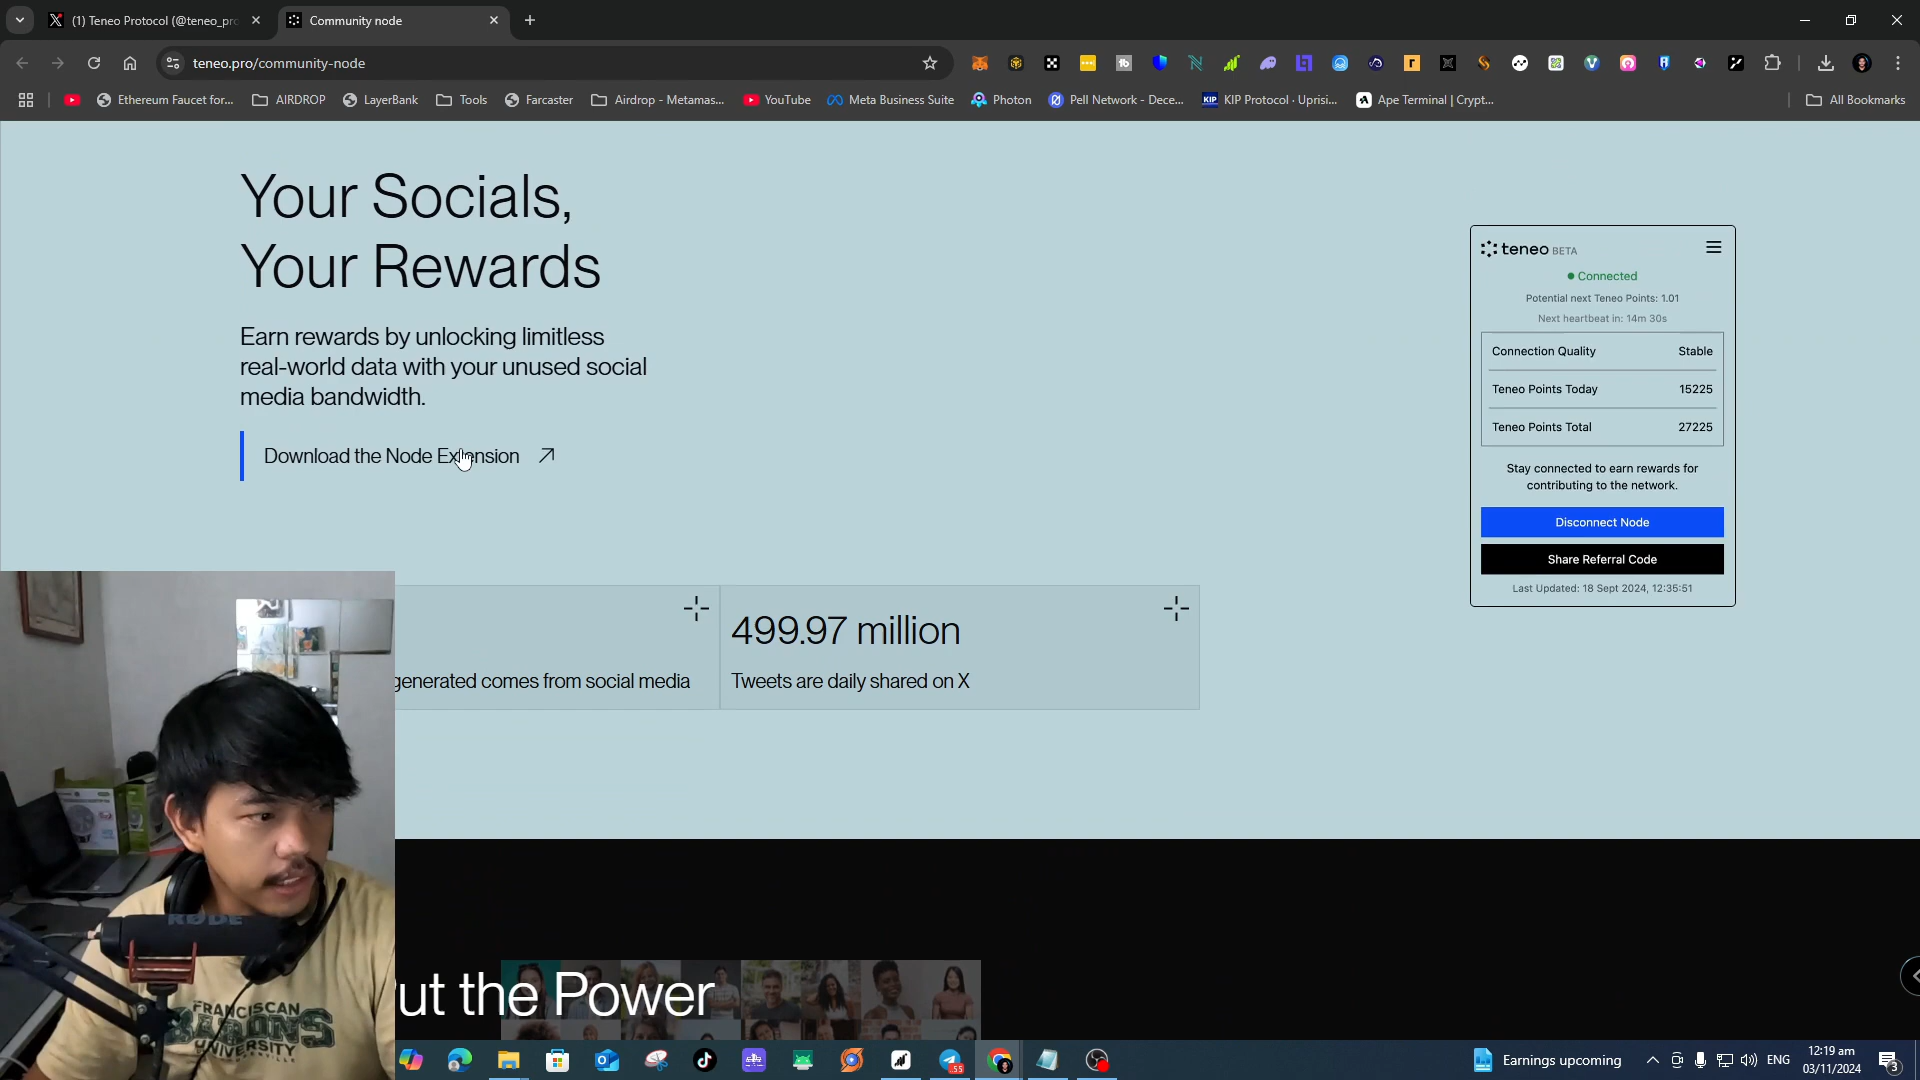 (1) Teneo Protocol (@teneo_pro
Community node
teneo.pro/community-node
Ethereum Faucet for...
AIRDROP
LayerBank
Tools
Farcaster
Airdrop - Metamas...
YouTube
Meta Business Suite
Photon
Pell Network - Dece...
KIP Protocol · Uprisi...
Ape Terminal | Crypt...
All Bookmarks
Your Socials,
Your Rewards
Earn rewards by unlocking limitless
real-world data with your unused social
media bandwidth.
Download the Node Extension
teneo BETA
Connected
Potential next Teneo Points: 1.01
Next heartbeat in: 14m 30s
Connection Quality Stable
Teneo Points Today 15225
Teneo Points Total 27225
Stay connected to earn rewards for
contributing to the network.
Disconnect Node
Share Referral Code
Last Updated: 18 Sept 2024, 12:35:51
generated comes from social media
499.97 million
Tweets are daily shared on X
ut the Power
RØDE
FRANCISCAN
BARONS
UNIVERSITY
Earnings upcoming
ENG
12:19 am
03/11/2024
3
55